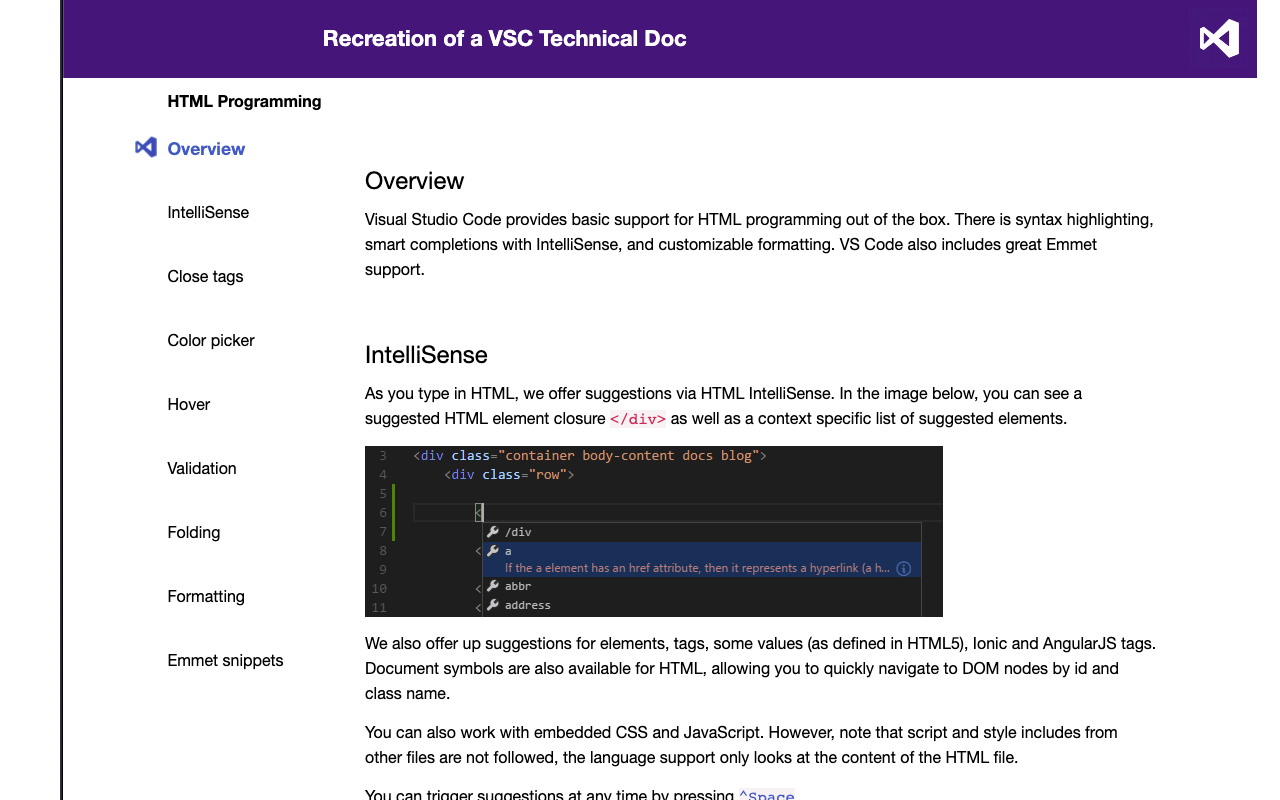 Recreation of a VSC Technical Doc
HTML Programming
Overview
IntelliSense
Close tags
Color picker
Hover
Validation
Folding
Formatting
Emmet snippets
Overview
Visual Studio Code provides basic support for HTML programming out of the box. There is syntax highlighting,
smart completions with IntelliSense, and customizable formatting. VS Code also includes great Emmet
support.
IntelliSense
As you type in HTML, we offer suggestions via HTML IntelliSense. In the image below, you can see a
suggested HTML element closure </div> as well as a context specific list of suggested elements.
3 <div class="container body-content docs blog">
4 <div class="row">
5
6 <
7 /div
8 < a
9 If the a element has an href attribute, then it represents a hyperlink (a h...
10 < abbr
11 < address
We also offer up suggestions for elements, tags, some values (as defined in HTML5), Ionic and AngularJS tags.
Document symbols are also available for HTML, allowing you to quickly navigate to DOM nodes by id and
class name.
You can also work with embedded CSS and JavaScript. However, note that script and style includes from
other files are not followed, the language support only looks at the content of the HTML file.
You can trigger suggestions at any time by pressing ^Space